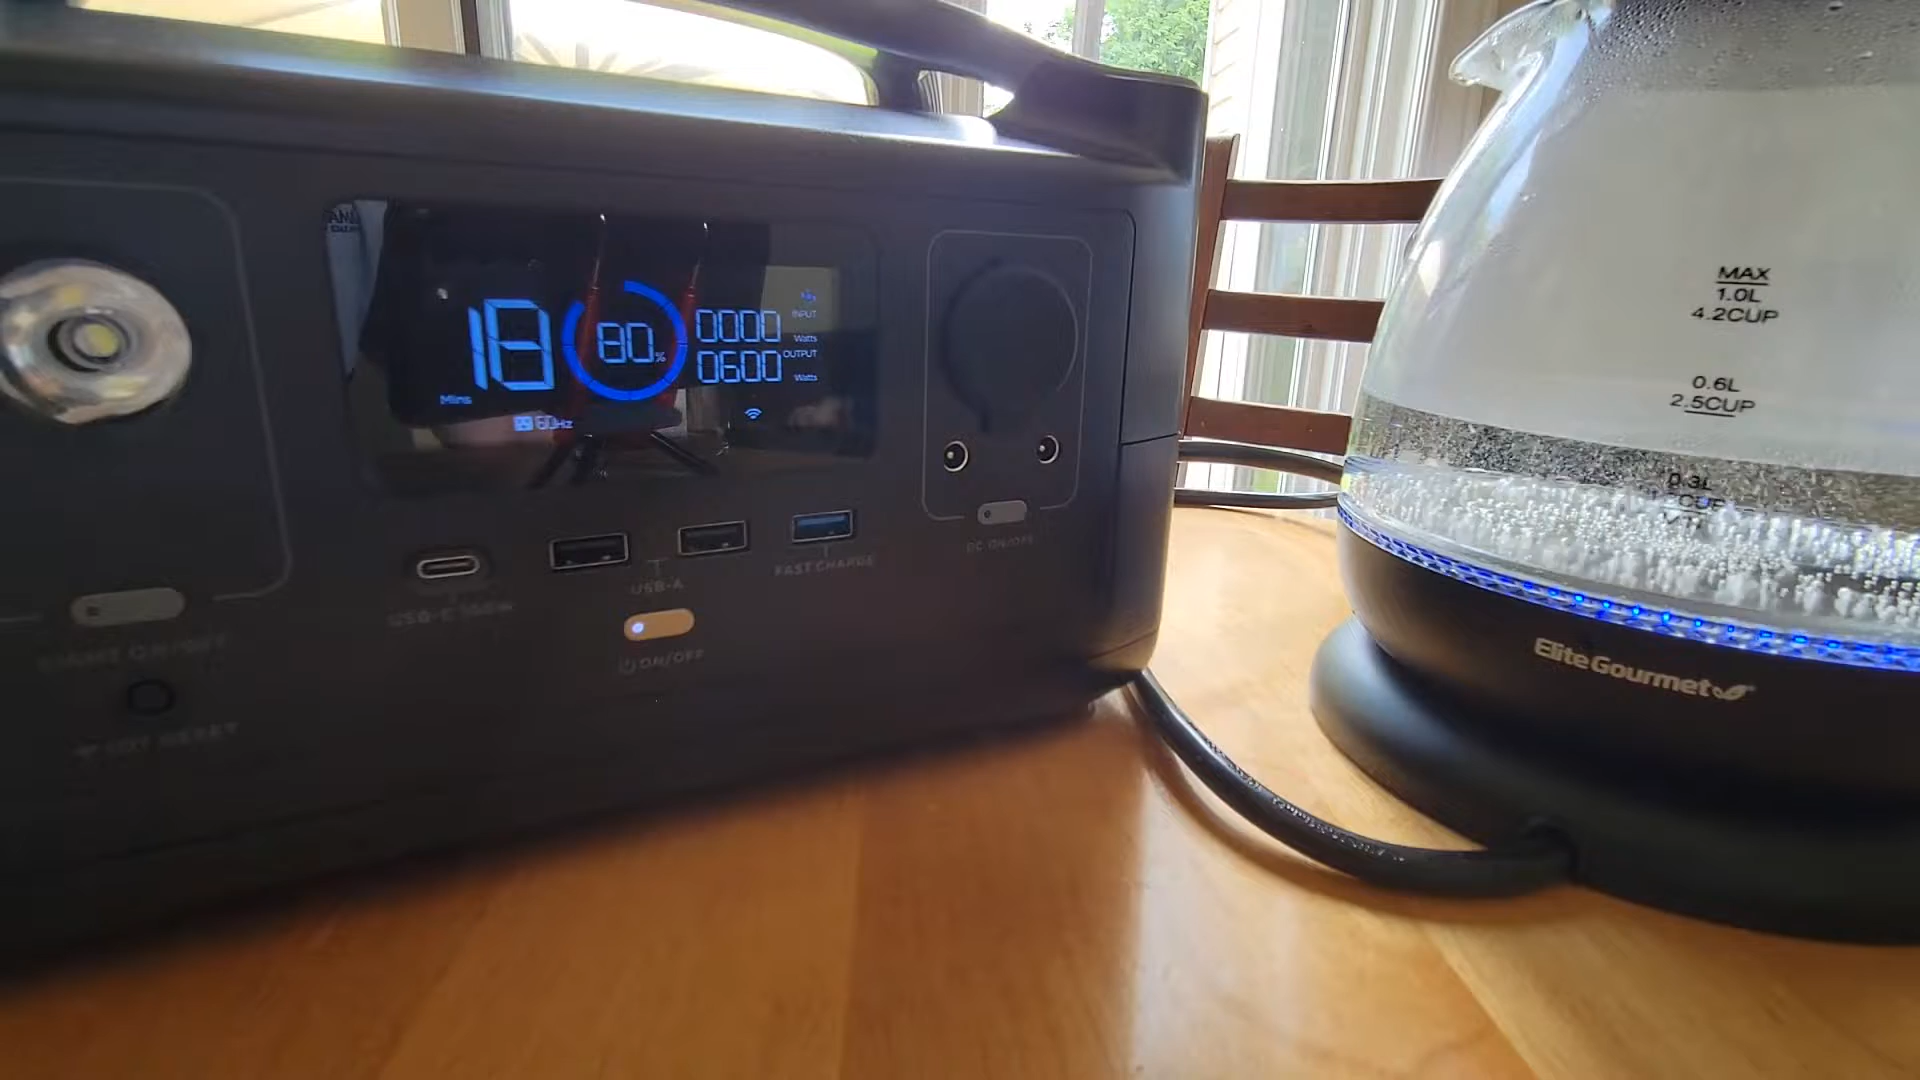 18
Mins
80%
0000
INPUT
Watts
0600
OUTPUT
Watts
60Hz
USB-A
FAST CHARGE
DC ON/OFF
ON/OFF
MAX
1.0L
4.2CUP
0.6L
2.5CUP
0.3L
Elite Gourmet